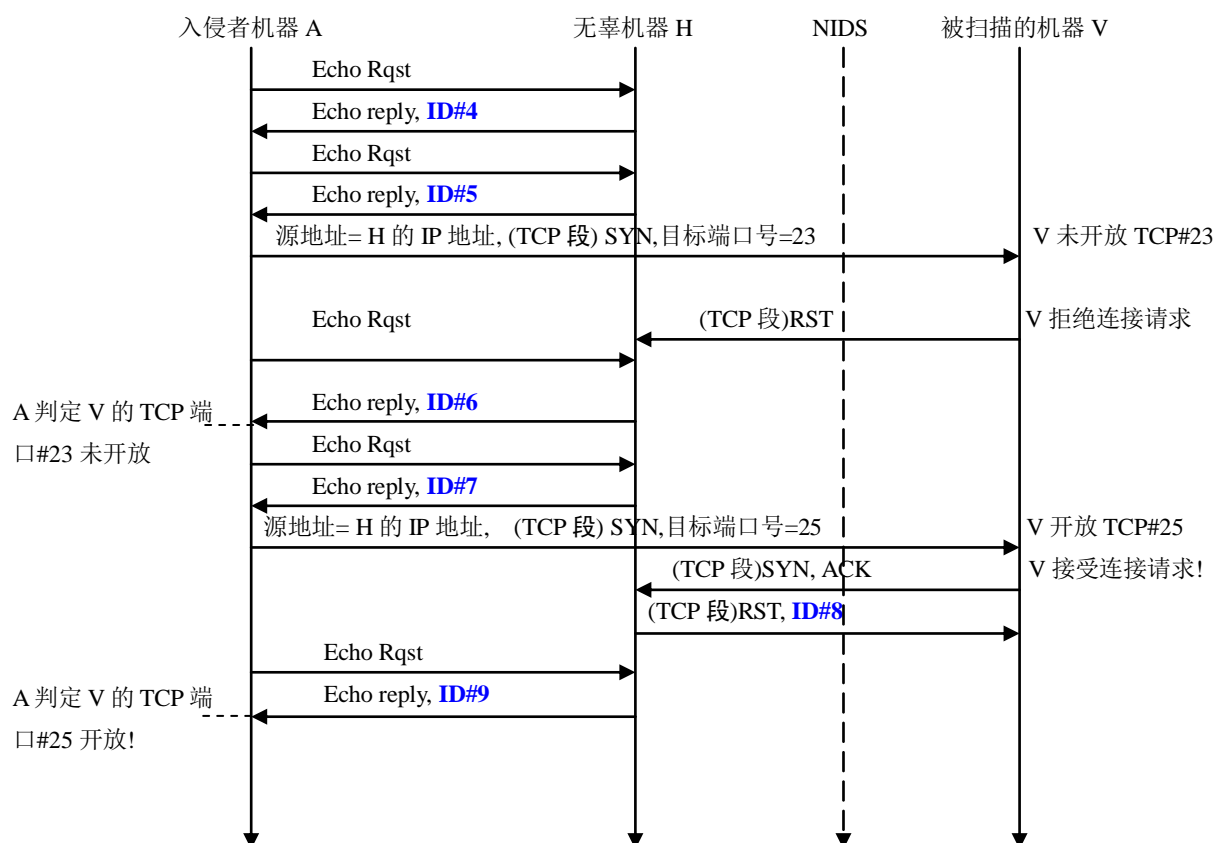 入侵者机器 A
无辜机器 H
NIDS
被扫描的机器 V
Echo Rqst
Echo reply, ID#4
Echo Rqst
Echo reply, ID#5
源地址= H 的 IP 地址, (TCP 段) SYN,目标端口号=23
V 未开放 TCP#23
Echo Rqst
(TCP 段)RST
V 拒绝连接请求
Echo reply, ID#6
A 判定 V 的 TCP 端
口#23 未开放
Echo Rqst
Echo reply, ID#7
源地址= H 的 IP 地址, (TCP 段) SYN,目标端口号=25
V 开放 TCP#25
(TCP 段)SYN, ACK
V 接受连接请求!
(TCP 段)RST, ID#8
Echo Rqst
Echo reply, ID#9
A 判定 V 的 TCP 端
口#25 开放!